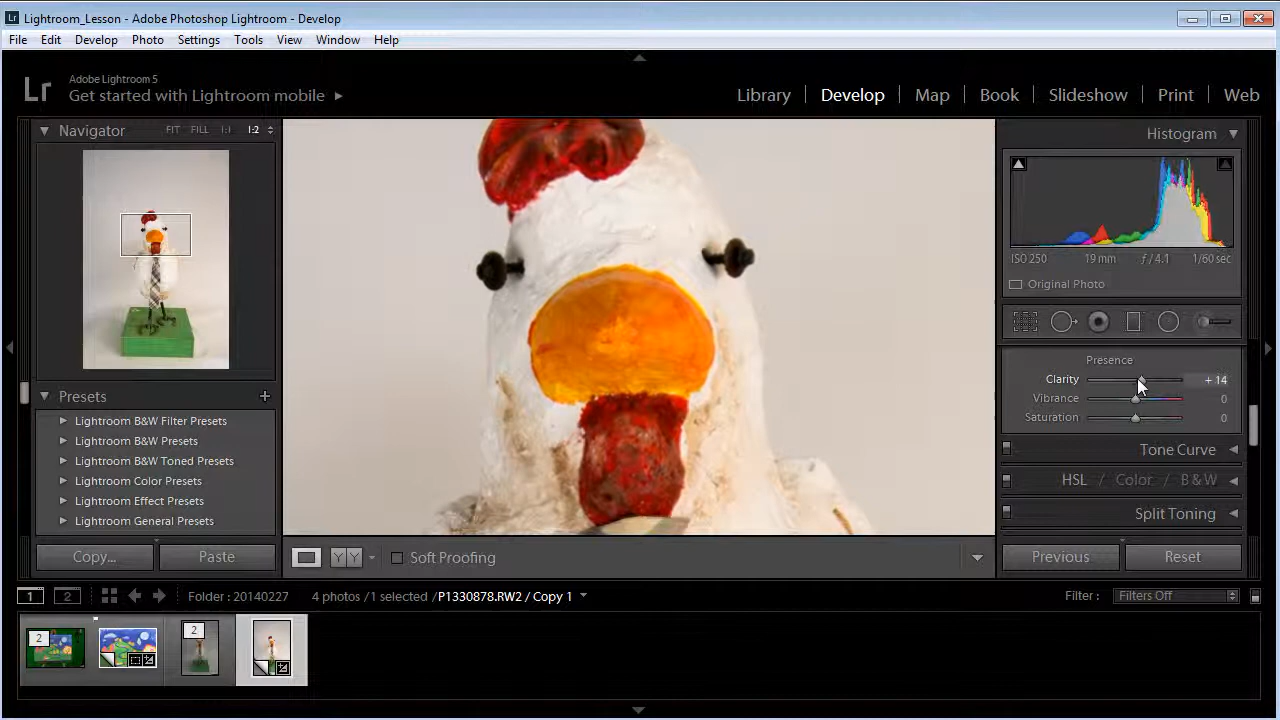 Lr Lightroom_Lesson - Adobe Photoshop Lightroom - Develop
File Edit Develop Photo Settings Tools View Window Help
Lr Adobe Lightroom 5
Get started with Lightroom mobile
Library Develop Map Book Slideshow Print Web
Navigator FIT FILL 1:1 1:2
Histogram
ISO 250 19 mm ƒ / 4.1 1/60 sec
Original Photo
Presence
Clarity + 14
Vibrance 0
Saturation 0
Presets +
Lightroom B&W Filter Presets
Lightroom B&W Presets
Lightroom B&W Toned Presets
Lightroom Color Presets
Lightroom Effect Presets
Lightroom General Presets
Tone Curve
HSL / Color / B & W
Split Toning
Copy... Paste
Y Y Soft Proofing
Previous Reset
1 2 Folder : 20140227 4 photos /1 selected /P1330878.RW2 / Copy 1
Filter : Filters Off
2 2